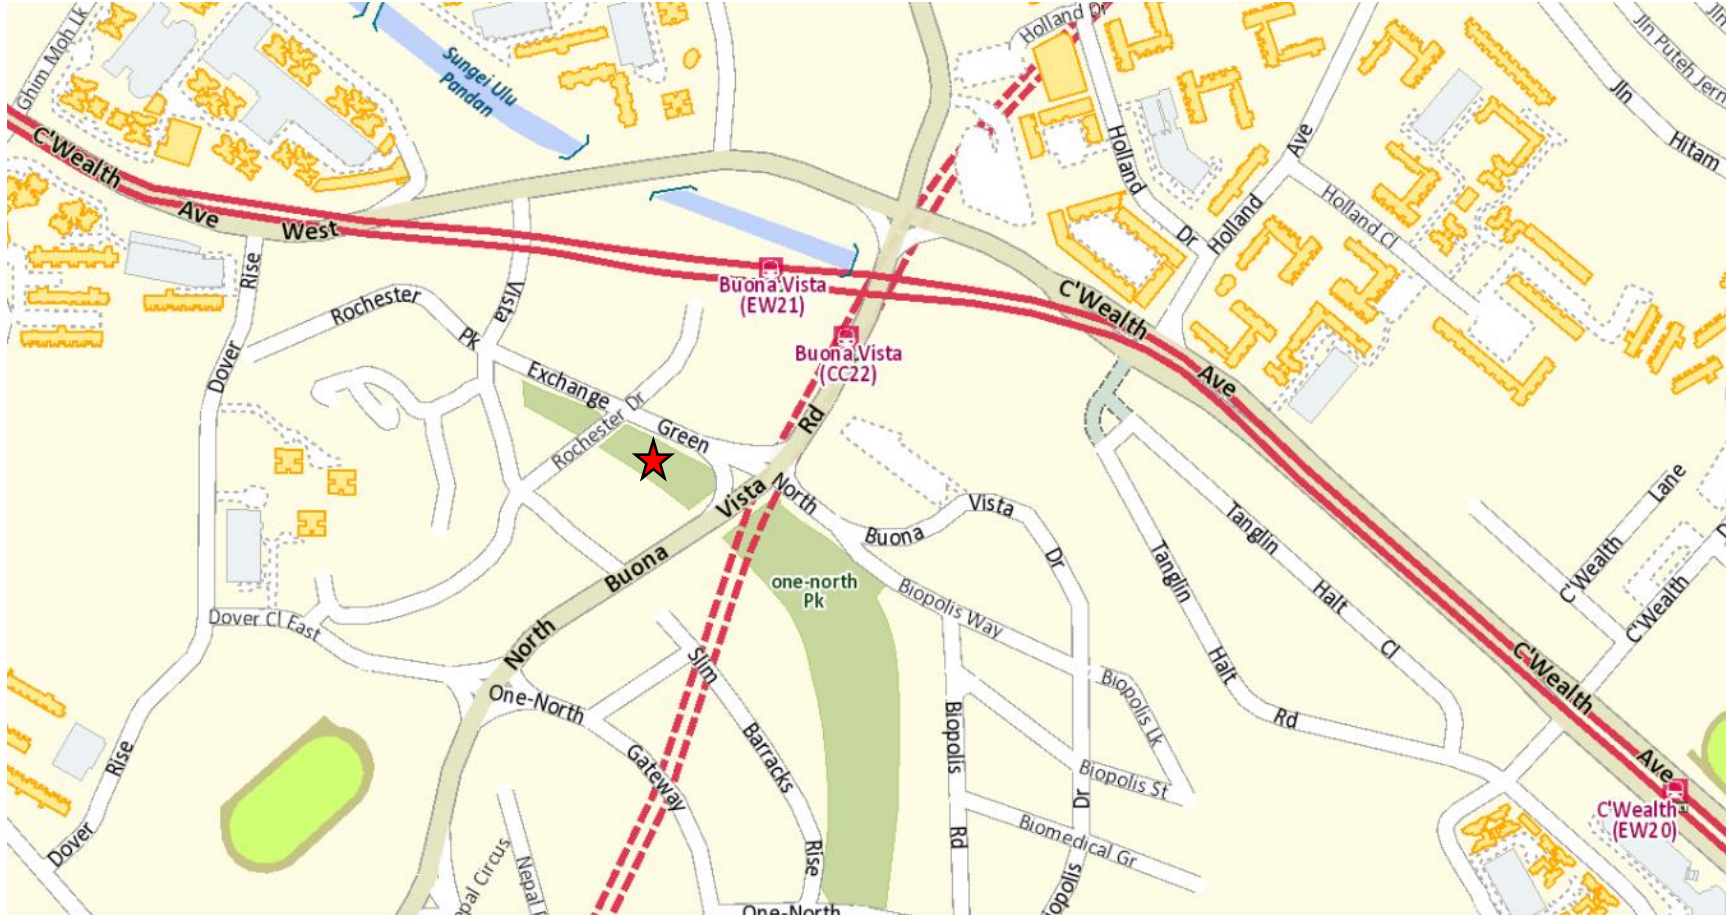 Ghim Moh Lk
Sungei Ulu
Pandan
Holland Dr
Jln Puteh Jern
Jln
Hitam
C'Wealth
Ave
West
Holland
Dr
Holland
Ave
Holland Cl
Buona Vista
(EW21)
Buona Vista
(CC22)
C'Wealth
Ave
Rise
Dover
Rochester
Pk
Vista
Exchange
Green
Rochester Dr
Rd
Vista
Buona
North
North
Buona
Vista
Dr
one-north
Pk
Biopolis Way
Tanglin
Halt
Cl
Tanglin
Halt
Rd
C'Wealth
Lane
C'Wealth
Dover Cl East
One-North
Gateway
Slim
Barracks
Rise
Biopolis
Rd
Biopolis Lk
Biopolis St
Dr
Biomedical Gr
iopolis
C'Wealth
Ave
C'Wealth
(EW20)
Rise
Dover
epal Circus
Nepal
One-North